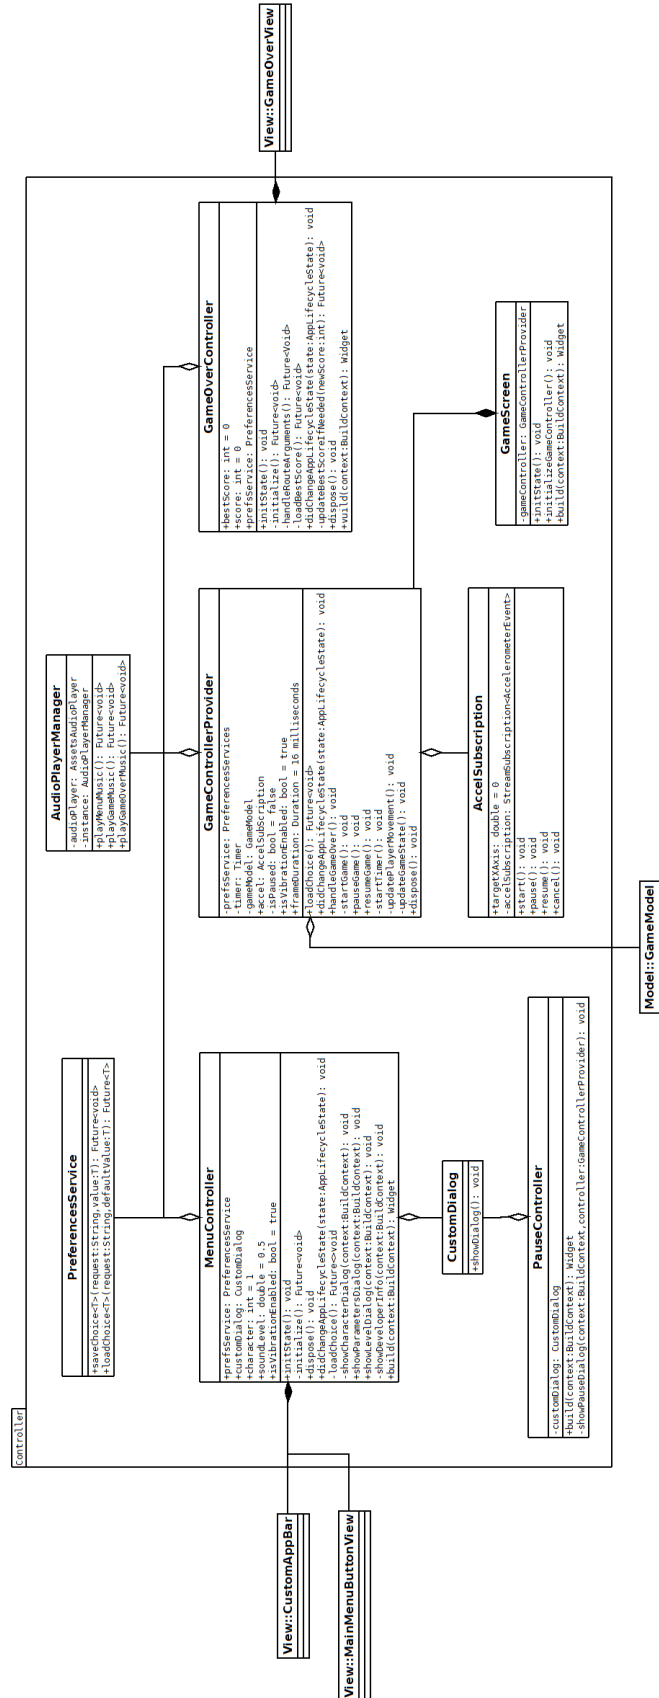 Controller
PreferencesService
+saveChoice<T>(request:String,value:T): Future<void>
+loadChoice<T>(request:String,defaultValue:T): Future<T>
AudioPlayerManager
-audioPlayer: AssetsAudioPlayer
-instance: AudioPlayerManager
+playMenuMusic(): Future<void>
+playGameMusic(): Future<void>
+playGameOverMusic(): Future<void>
View::CustomAppBar
View::MainMenuButtonView
MenuController
+prefsService: PreferencesService
+customDialog: CustomDialog
+character: int = 1
+soundLevel: double = 0.5
+isVibrationEnabled: bool = true
+initState(): void
-initialize(): Future<void>
+dispose(): void
+didChangeAppLifecycleState(state:AppLifecycleState): void
-loadChoice(): Future<void>
-showCharacterDialog(context:BuildContext): void
+showParametersDialog(context:BuildContext): void
+showLevelDialog(context:BuildContext): void
-showDeveloperInfo(context:BuildContext): void
+build(context:BuildContext): Widget
GameControllerProvider
-prefsService: PreferencesServices
-timer: Timer
-gameModel: GameModel
+accel: AccelSubScription
-isPaused: bool = false
+isVibrationEnabled: bool = true
+frameDuration: Duration = 16 milliseconds
+loadChoice(): Future<void>
+didChangeAppLifecycleState(state:AppLifecycleState): void
+handleGameOver(): void
-startGame(): void
+pauseGame(): void
+resumeGame(): void
-startTimer(): void
-updatePlayerMovement(): void
-updateGameState(): void
+dispose(): void
GameOverController
+bestScore: int = 0
+score: int = 0
+prefsService: PreferencesService
+initState(): void
-initialize(): Future<void>
-handleRouteArguments(): Future<Void>
-loadBestScore(): Future<void>
+didChangeAppLifecycleState(state:AppLifecycleState): void
-updateBestScoreIfNeeded(newScore:int): Future<void>
+dispose(): void
+vuild(context:BuildContext): Widget
View::GameOverView
CustomDialog
+showDialog(): void
AccelSubscription
+targetXAxis: double = 0
-accelSubscription: StreamSubscription<AccelerometerEvent>
+start(): void
+pause(): void
+resume(): void
+cancel(): void
GameScreen
-gameController: GameControllerProvider
+initState(): void
+initializeGameController(): void
+build(context:BuildContext): Widget
PauseController
-customDialog: CustomDialog
+build(context:BuildContext): Widget
-showPauseDialog(context:BuildContext,controller:GameControllerProvider): void
Model::GameModel